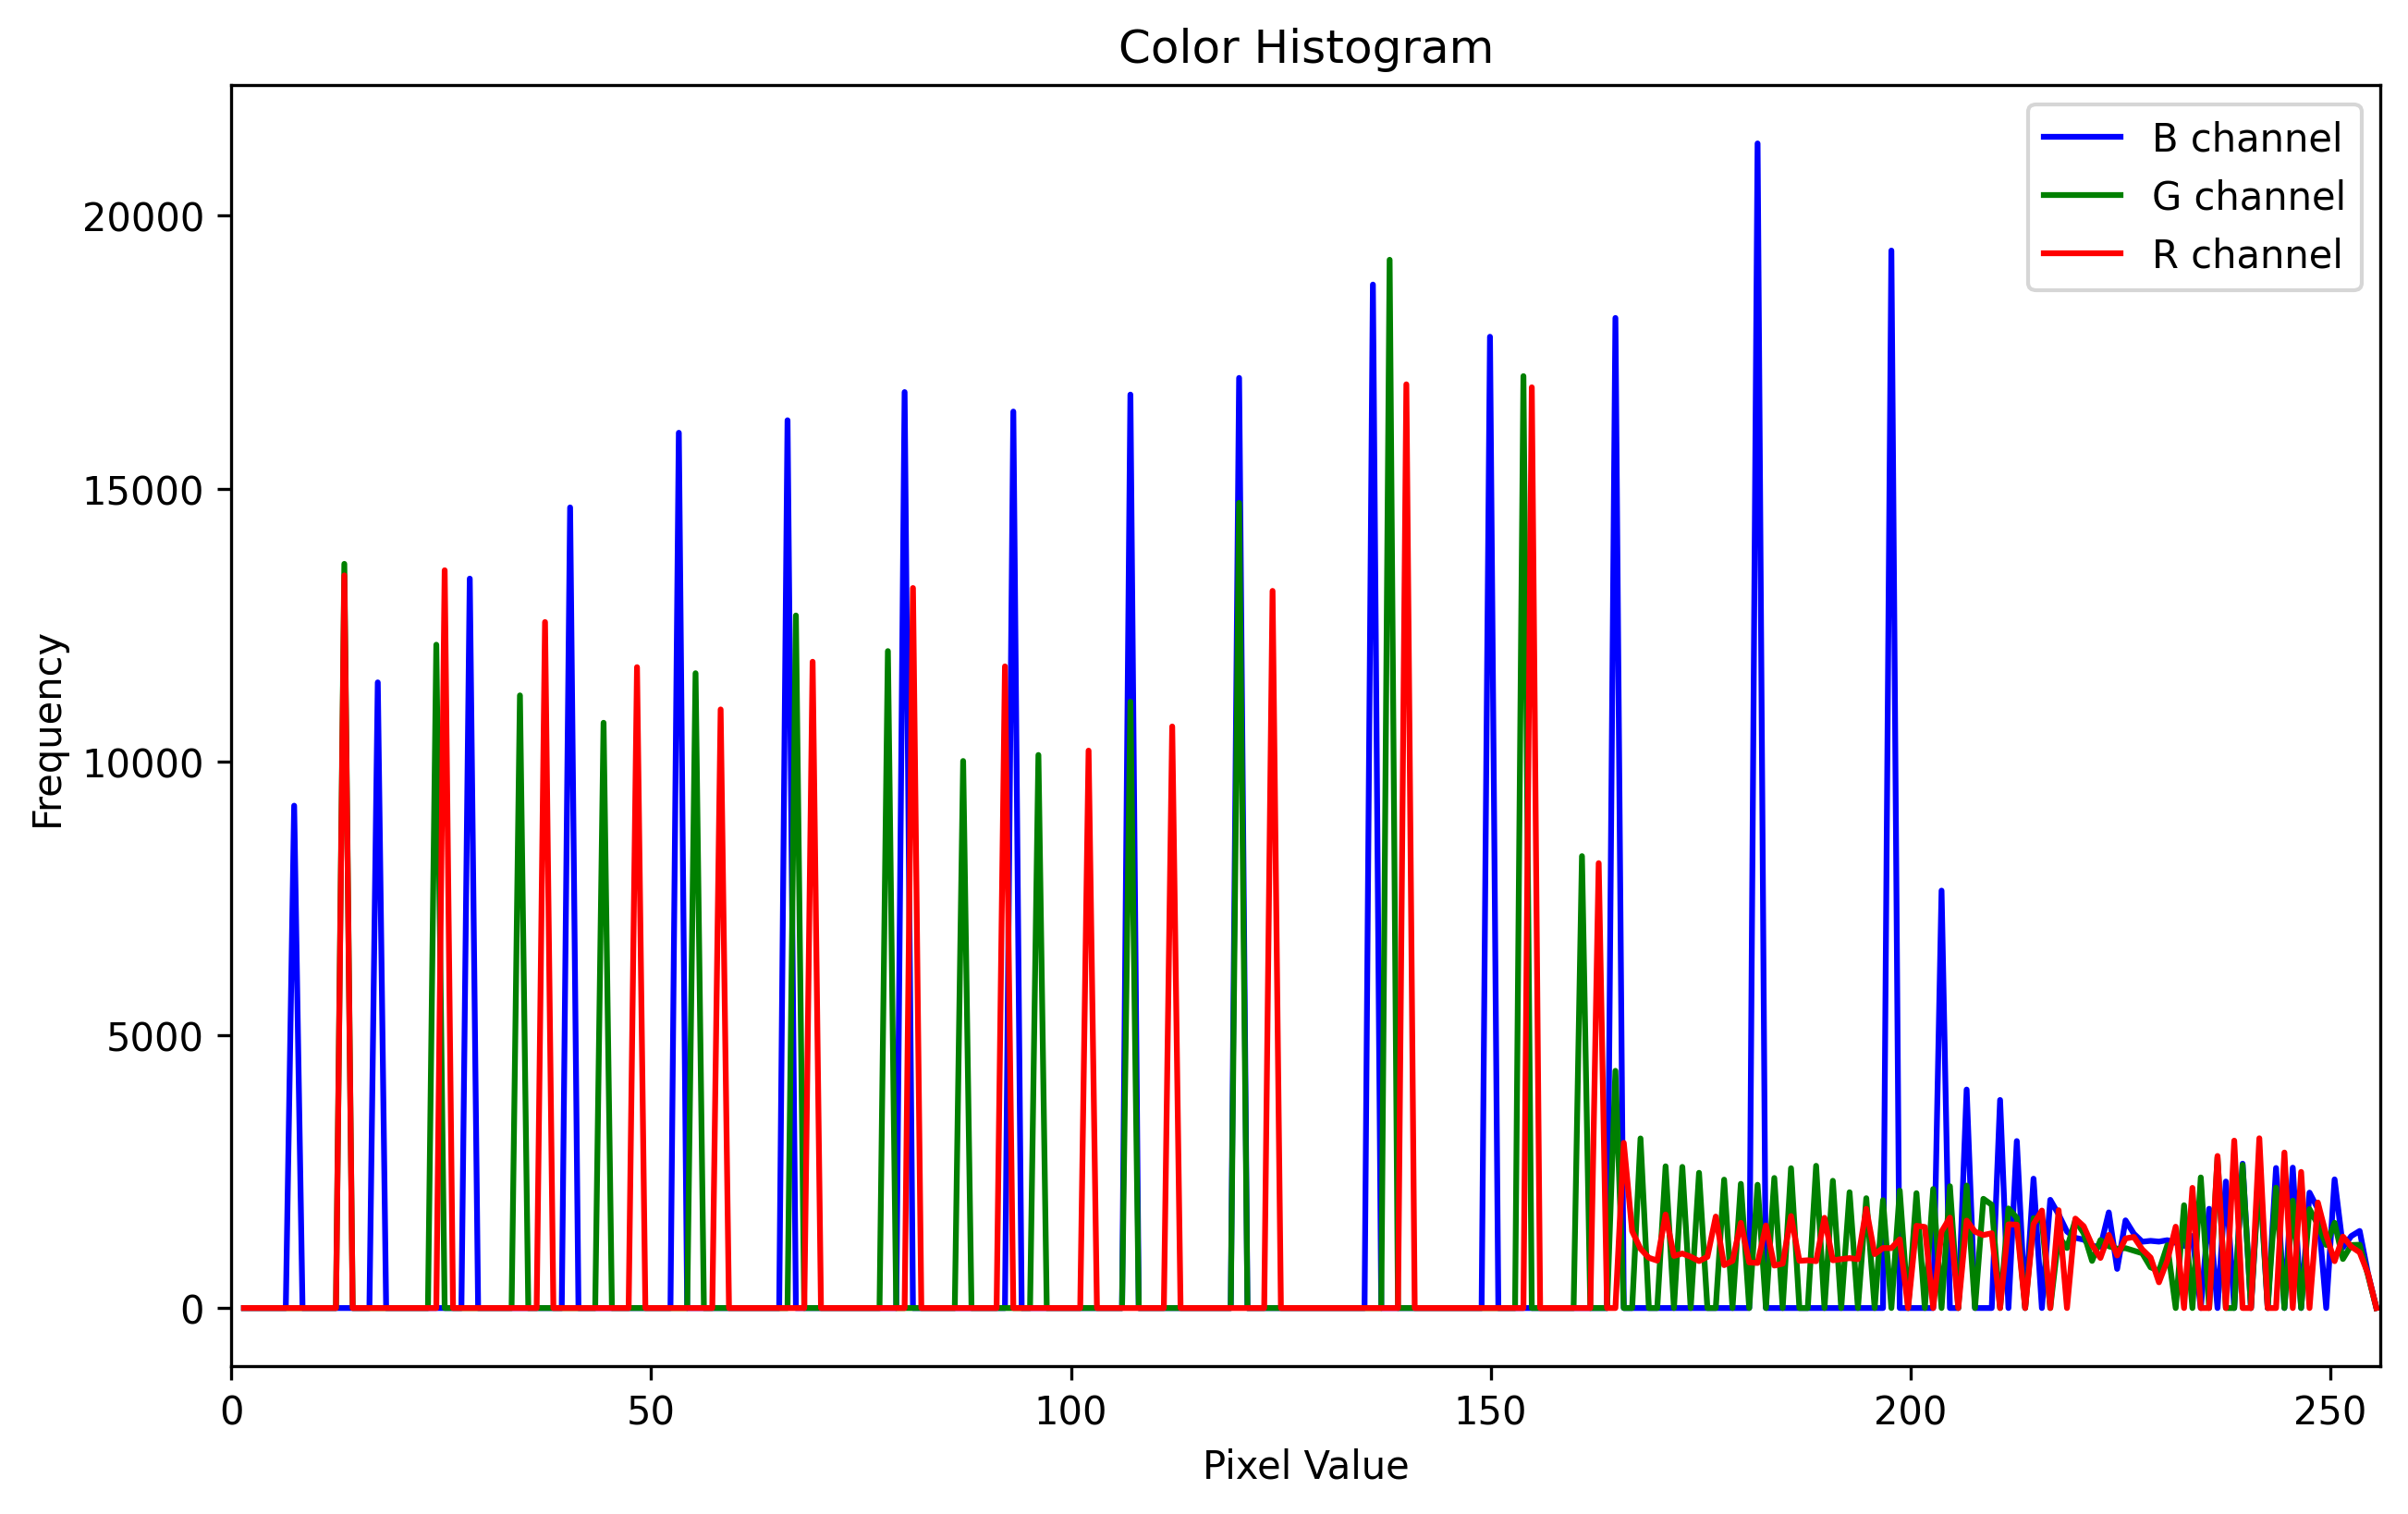 Color Histogram
B channel
G channel
R channel
Frequency
20000
15000
10000
5000
0
0 50 100 150 200 250
Pixel Value